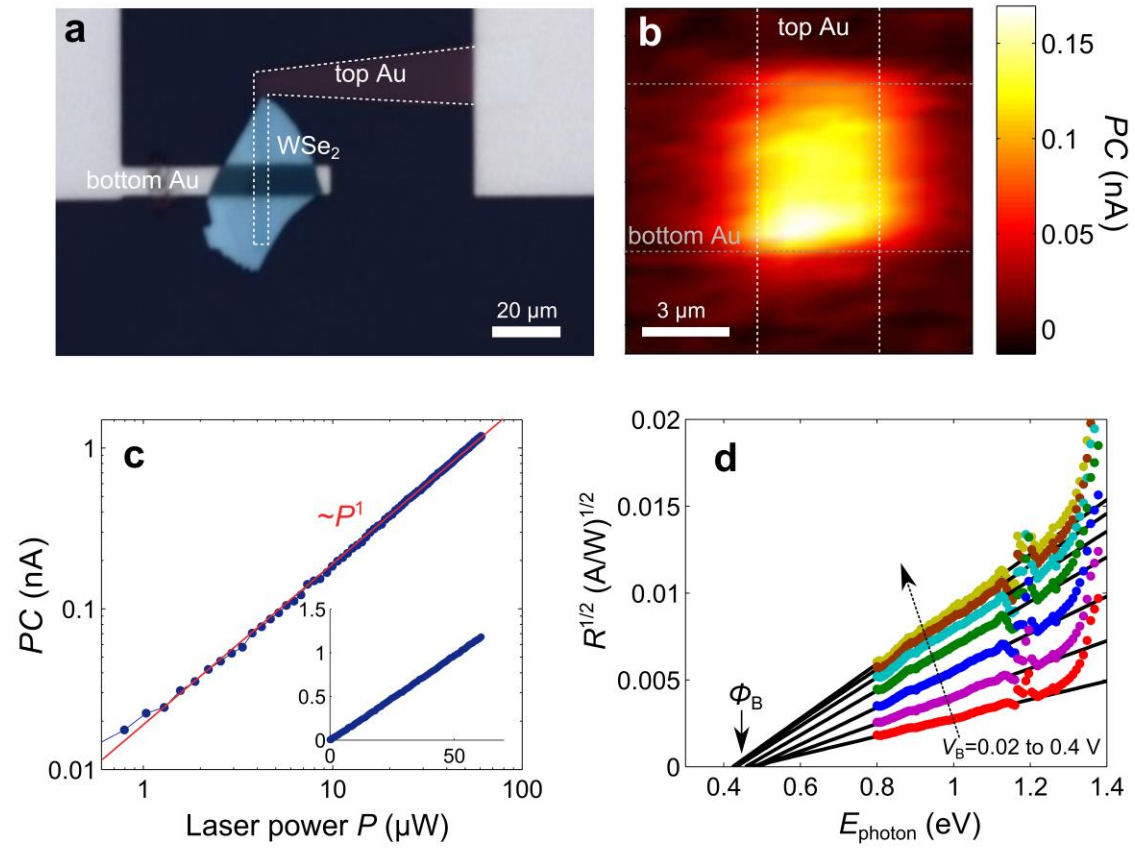 a
top Au
WSe₂
bottom Au
20 µm
b
top Au
bottom Au
3 µm
0.15
0.1
0.05
0
PC (nA)
c
1
0.1
0.01
PC (nA)
~P¹
1.5
1
0.5
0
0
50
1
10
100
Laser power P (µW)
d
0.02
0.015
0.01
0.005
0
R¹/² (A/W)¹/²
Φ_B
V_B=0.02 to 0.4 V
0.4
0.6
0.8
1
1.2
1.4
E_photon (eV)